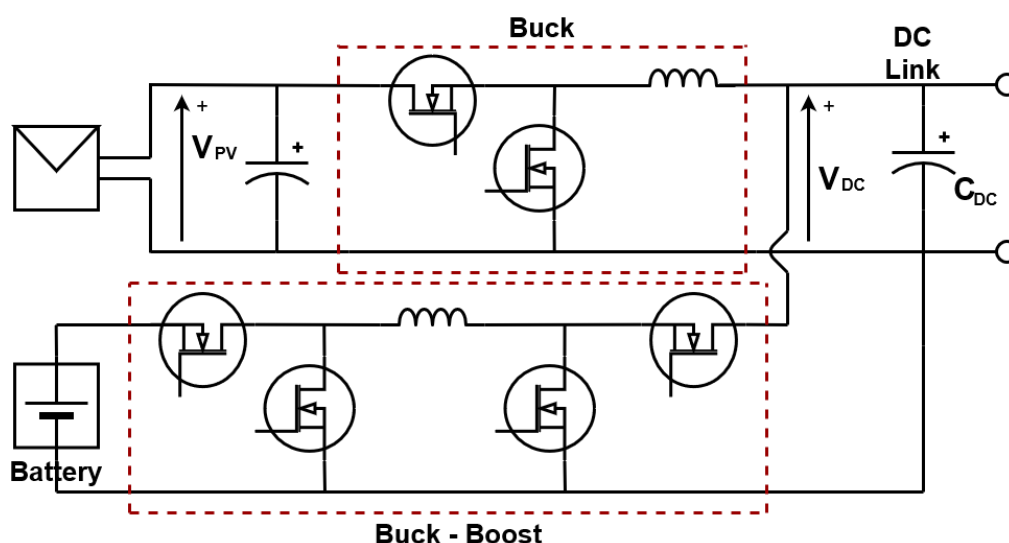 Buck
DC
Link
+
VPV
+
+
VDC
+
CDC
Battery
Buck - Boost